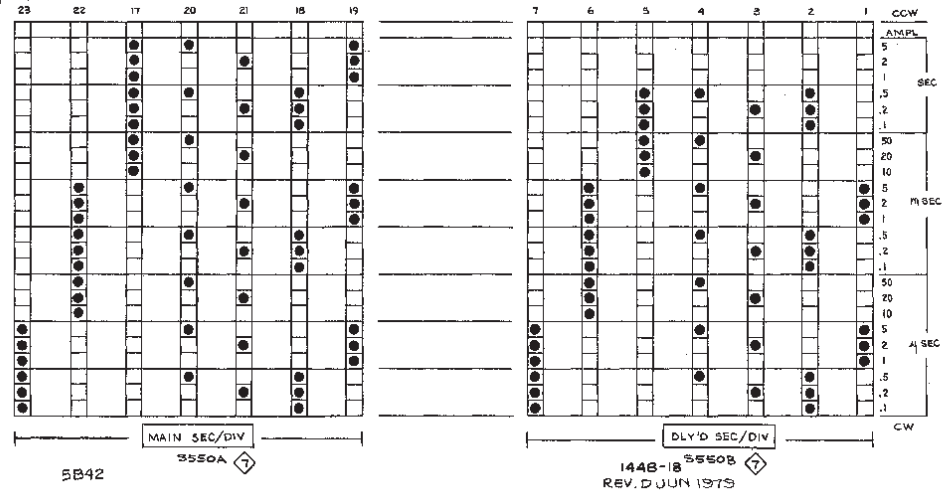 23 22 17 20 21 18 19
7 6 5 4 3 2 1
CCW
AMPL
5
2
1
.5
.2
.1
SEC
50
20
10
5
2
1
.5
.2
.1
M SEC
50
20
10
5
2
1
.5
.2
.1
µ SEC
CW
MAIN SEC/DIV
S550A 7
DLY'D SEC/DIV
S550B 7
5B42
1448-18
REV. D JUN 1979